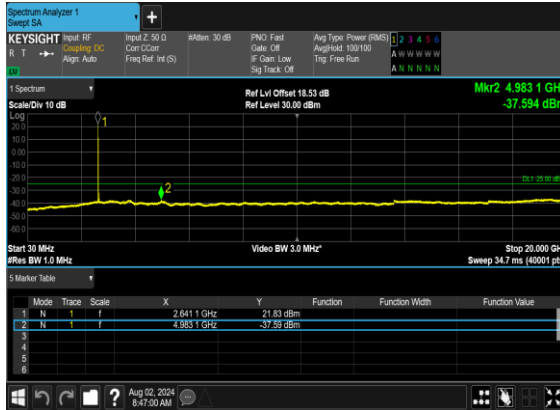 Spectrum Analyzer 1
Swept SA
+
KEYSIGHT
R T
LXI
Input: RF
Coupling: DC
Align: Auto
Input Z: 50 Ω
Corr CCorr
Freq Ref: Int (S)
#Atten: 30 dB
PNO: Fast
Gate: Off
IF Gain: Low
Sig Track: Off
Avg Type: Power (RMS)
Avg|Hold: 100/100
Trig: Free Run
1 2 3 4 5 6
A W W W W W
A N N N N N
1 Spectrum
Scale/Div 10 dB
Ref Lvl Offset 18.53 dB
Ref Level 30.00 dBm
Mkr2 4.983 1 GH
-37.594 dBr
Log
20.0
10.0
0.00
-10.0
-20.0
-30.0
-40.0
-50.0
-60.0
1
2
DL1 -25.00 dB
Start 30 MHz
#Res BW 1.0 MHz
Video BW 3.0 MHz*
Stop 20.000 GH
Sweep 34.7 ms (40001 pt
5 Marker Table
Mode Trace Scale X Y Function Function Width Function Value
1 N 1 f 2.641 1 GHz 21.83 dBm
2 N 1 f 4.983 1 GHz -37.59 dBm
3
4
5
6
?
Aug 02, 2024
8:47:00 AM